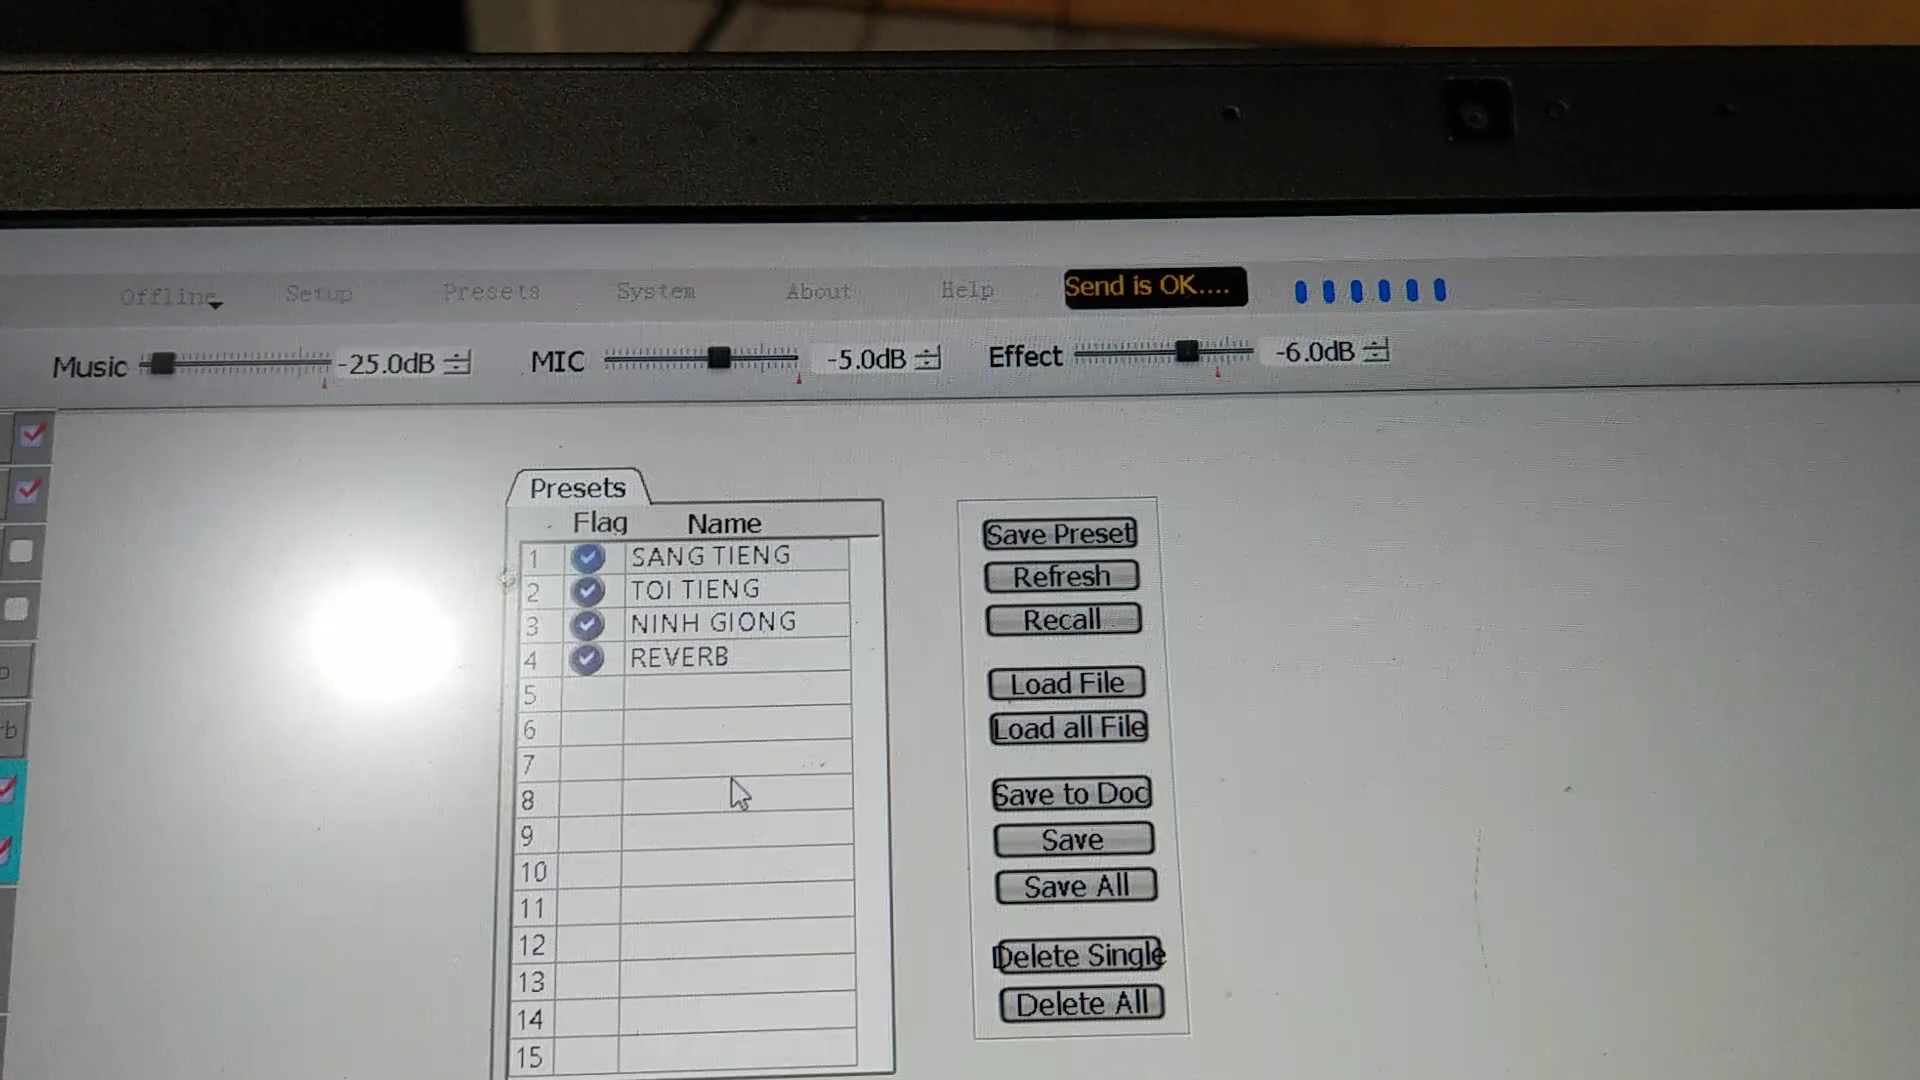 Offline Setup Presets System About Help Send is OK....
Music -25.0dB MIC -5.0dB Effect -6.0dB
Presets
Flag Name
1 SANG TIENG
2 TOI TIENG
3 NINH GIONG
4 REVERB
5
6
7
8
9
10
11
12
13
14
15
Save Preset
Refresh
Recall
Load File
Load all File
Save to Doc
Save
Save All
Delete Single
Delete All